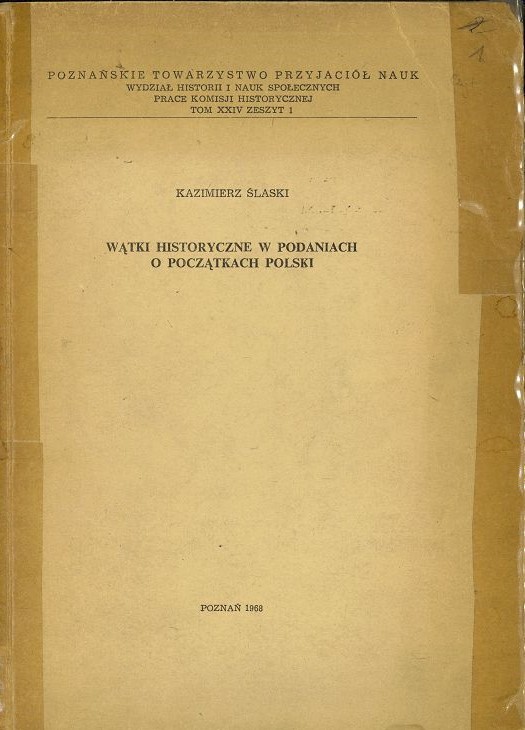 POZNAŃSKIE TOWARZYSTWO PRZYJACIÓŁ NAUK
WYDZIAŁ HISTORII I NAUK SPOŁECZNYCH
PRACE KOMISJI HISTORYCZNEJ
TOM XXIV ZESZYT 1
KAZIMIERZ ŚLASKI
WĄTKI HISTORYCZNE W PODANIACH
O POCZĄTKACH POLSKI
POZNAŃ 1968